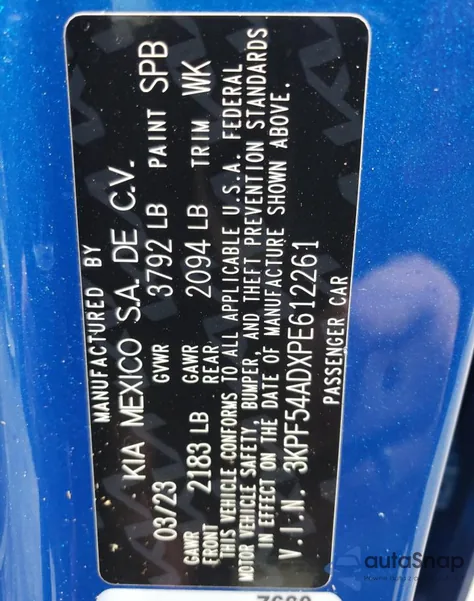 MANUFACTURED BY
KIA MEXICO S.A. DE C.V.
03/23 GVWR 3792 LB PAINT SPB
GAWR FRONT 2183 LB GAWR REAR 2094 LB TRIM WK
THIS VEHICLE CONFORMS TO ALL APPLICABLE U.S.A. FEDERAL
MOTOR VEHICLE SAFETY, BUMPER, AND THEFT PREVENTION STANDARDS
IN EFFECT ON THE DATE OF MANUFACTURE SHOWN ABOVE.
V.I.N. 3KPF54ADXPE612261
PASSENGER CAR
autoSnap